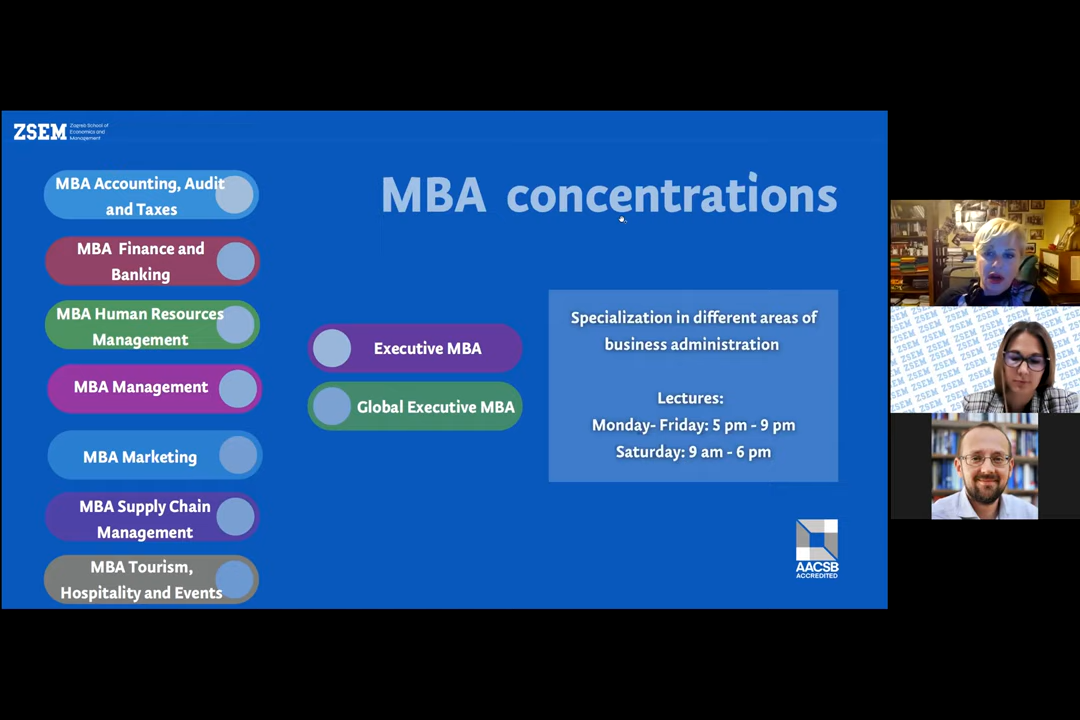 ZSEM
Zagreb School of
Economics and
Management
MBA concentrations
MBA Accounting, Audit
and Taxes
MBA Finance and
Banking
MBA Human Resources
Management
MBA Management
MBA Marketing
MBA Supply Chain
Management
MBA Tourism,
Hospitality and Events
Executive MBA
Global Executive MBA
Specialization in different areas of
business administration
Lectures:
Monday- Friday: 5 pm - 9 pm
Saturday: 9 am - 6 pm
AACSB
ACCREDITED